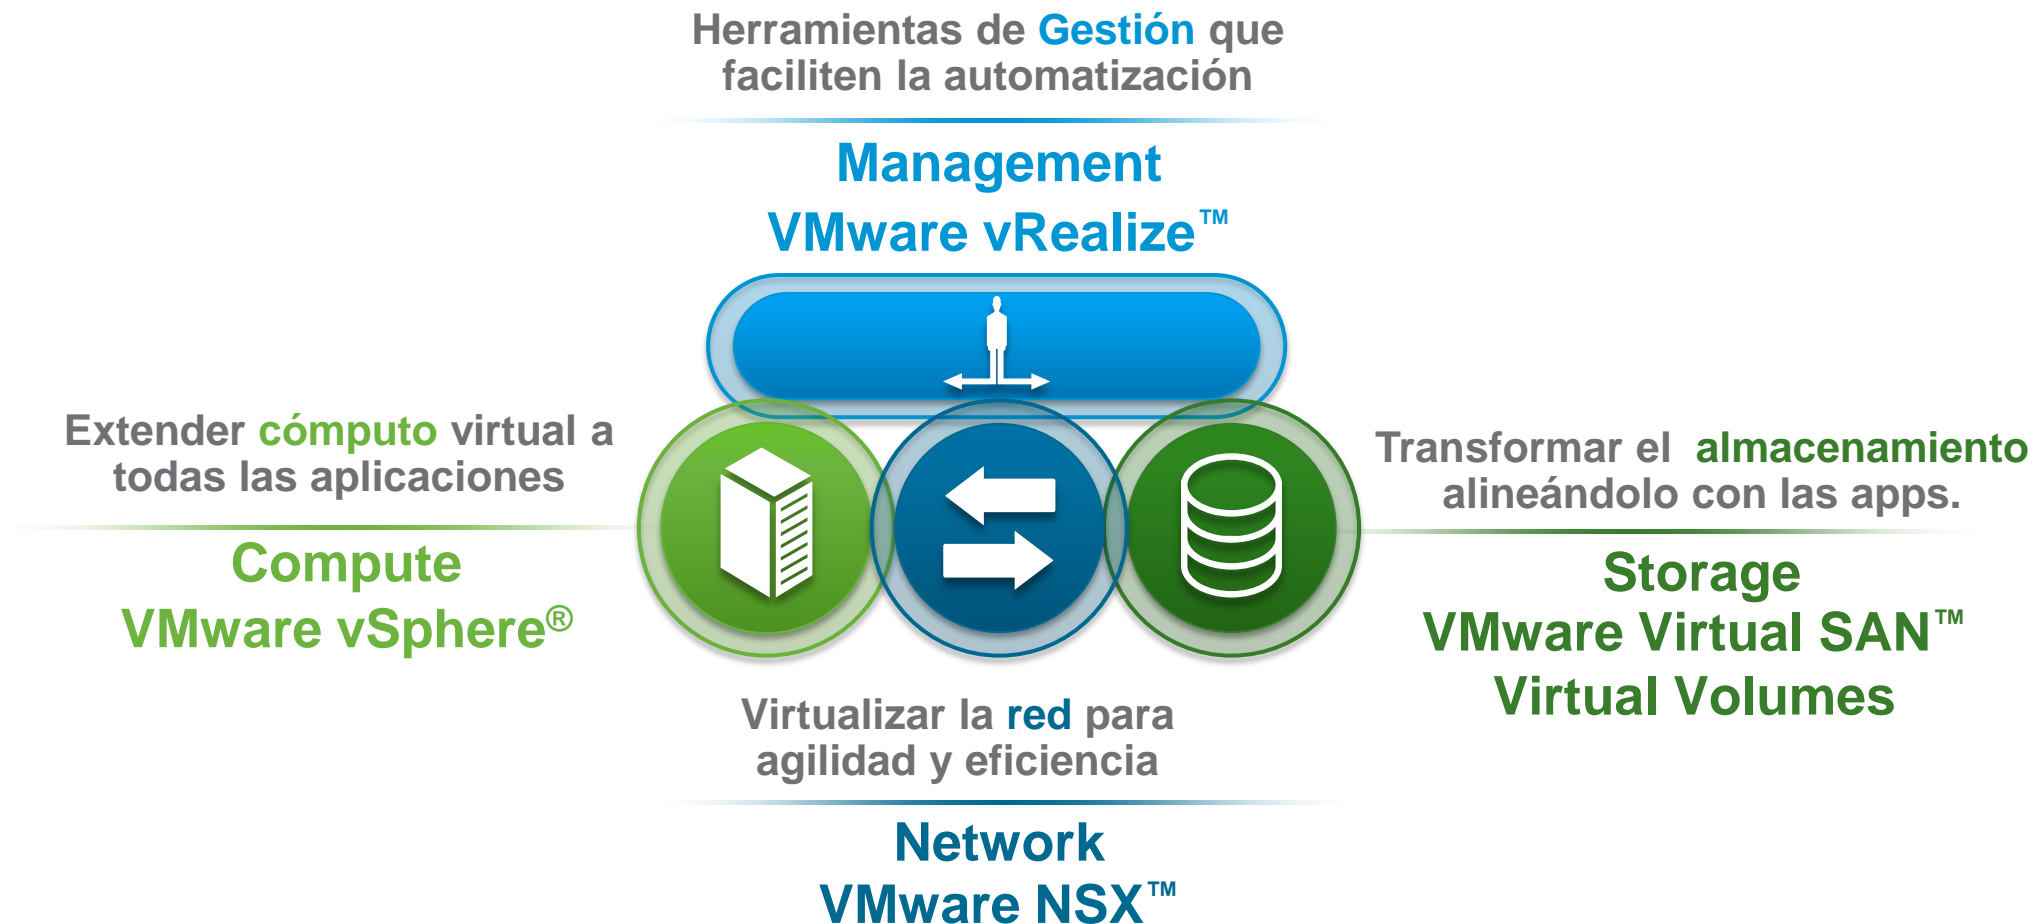 Herramientas de Gestión que
faciliten la automatización
Management
VMware vRealize™
Extender cómputo virtual a
todas las aplicaciones
Compute
VMware vSphere®
Transformar el almacenamiento
alineándolo con las apps.
Storage
VMware Virtual SAN™
Virtual Volumes
Virtualizar la red para
agilidad y eficiencia
Network
VMware NSX™